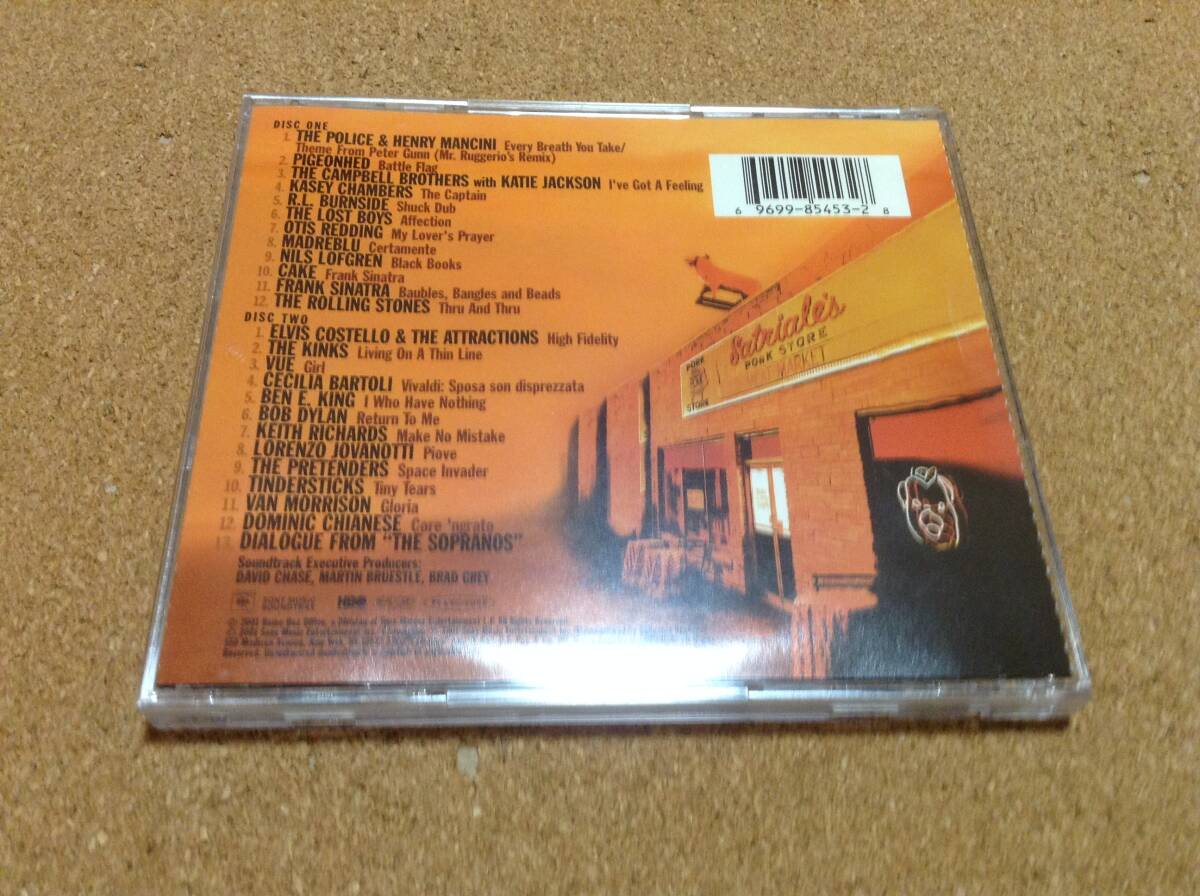 DISC ONE
1. THE POLICE & HENRY MANCINI Every Breath You Take/
Theme From Peter Gunn (Mr. Ruggerio's Remix)
2. PIGEONHED Battle Flag
3. THE CAMPBELL BROTHERS with KATIE JACKSON I've Got A Feeling
4. KASEY CHAMBERS The Captain
5. R.L. BURNSIDE Shuck Dub
6. THE LOST BOYS Affection
7. OTIS REDDING My Lover's Prayer
8. MADREBLU Certamente
9. NILS LOFGREN Black Books
10. CAKE Frank Sinatra
11. FRANK SINATRA Baubles, Bangles and Beads
12. THE ROLLING STONES Thru And Thru
DISC TWO
1. ELVIS COSTELLO & THE ATTRACTIONS High Fidelity
2. THE KINKS Living On A Thin Line
3. VUE Girl
4. CECILIA BARTOLI Vivaldi: Sposa son disprezzata
5. BEN E. KING I Who Have Nothing
6. BOB DYLAN Return To Me
7. KEITH RICHARDS Make No Mistake
8. LORENZO JOVANOTTI Piove
9. THE PRETENDERS Space Invader
10. TINDERSTICKS Tiny Tears
11. VAN MORRISON Gloria
12. DOMINIC CHIANESE Core 'ngrato
13. DIALOGUE FROM "THE SOPRANOS"
Soundtrack Executive Producers:
DAVID CHASE, MARTIN BRUESTLE, BRAD GREY
SONY MUSIC
SOUNDTRAX
HBO
6 9699-85453-2 8
Satriale's
PORK STORE
MARKET
PORK
STORE